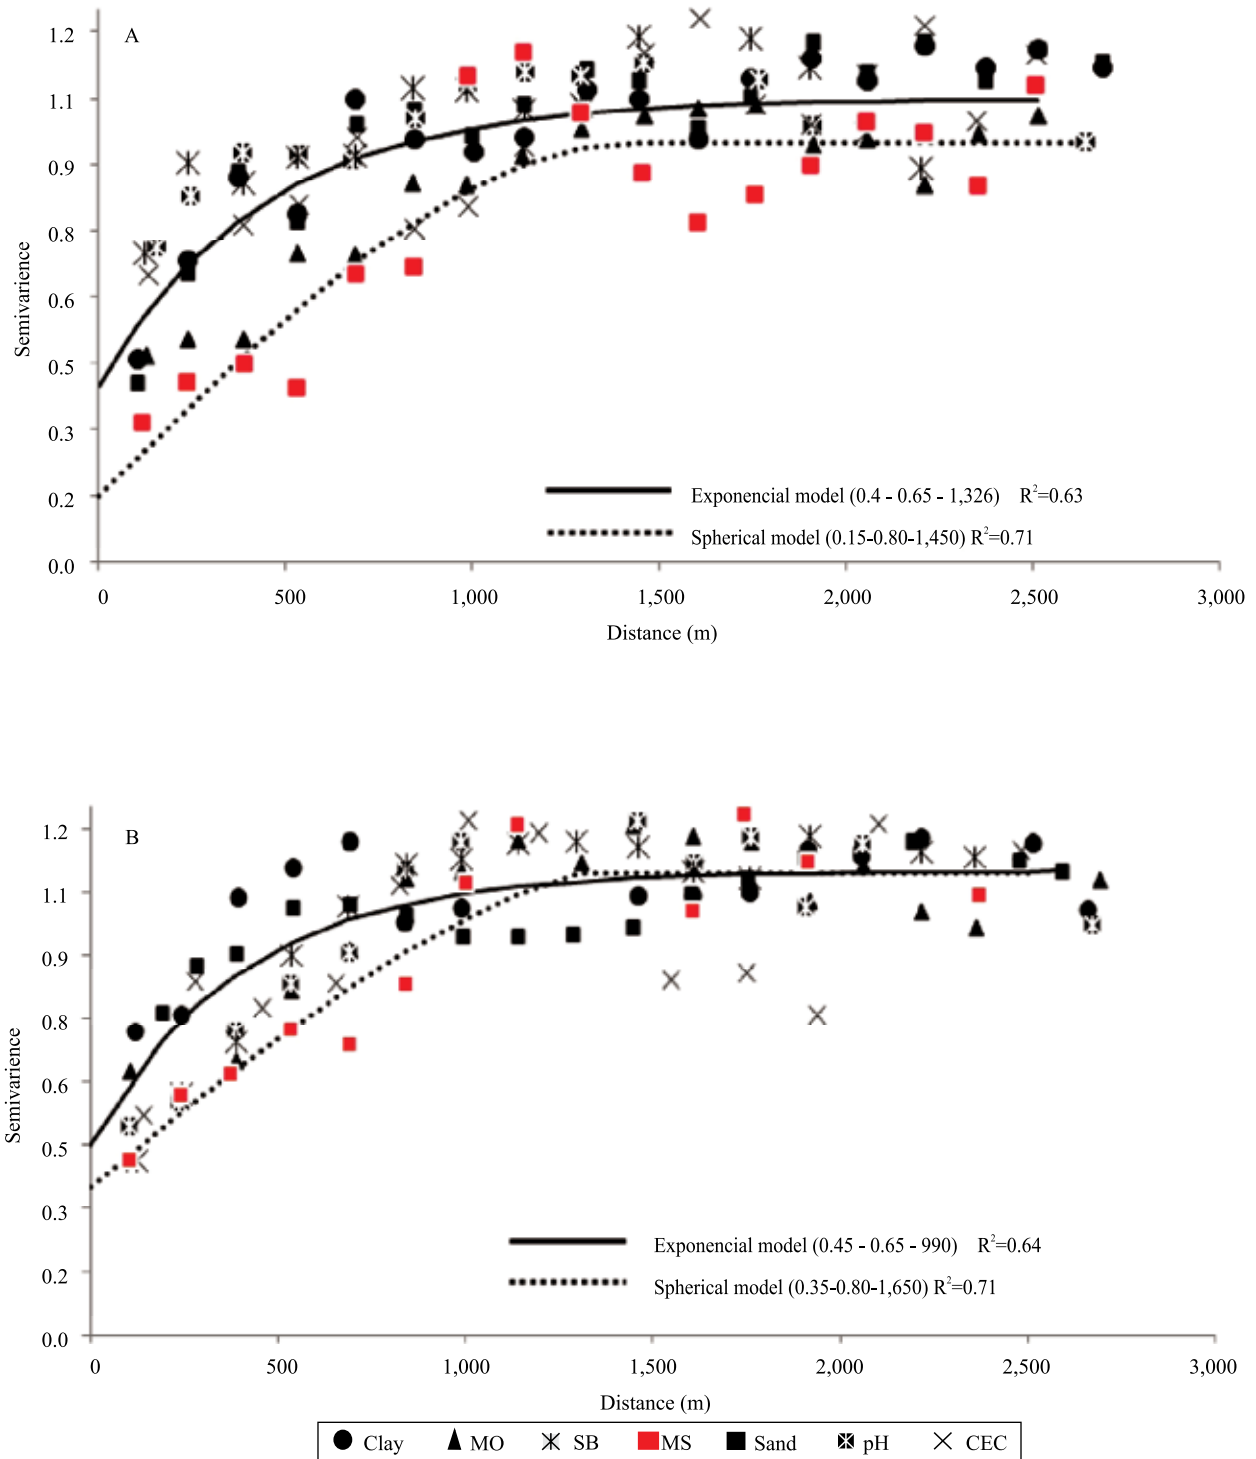 A
1.2
1.1
0.9
0.8
0.6
0.5
0.3
0.2
0.0
Semivarience
Exponencial model (0.4 - 0.65 - 1,326) R²=0.63
Spherical model (0.15-0.80-1,450) R²=0.71
0 500 1,000 1,500 2,000 2,500 3,000
Distance (m)
B
1.2
1.1
0.9
0.8
0.6
0.5
0.3
0.2
0.0
Semivarience
Exponencial model (0.45 - 0.65 - 990) R²=0.64
Spherical model (0.35-0.80-1,650) R²=0.71
0 500 1,000 1,500 2,000 2,500 3,000
Distance (m)
Clay MO SB MS Sand pH CEC